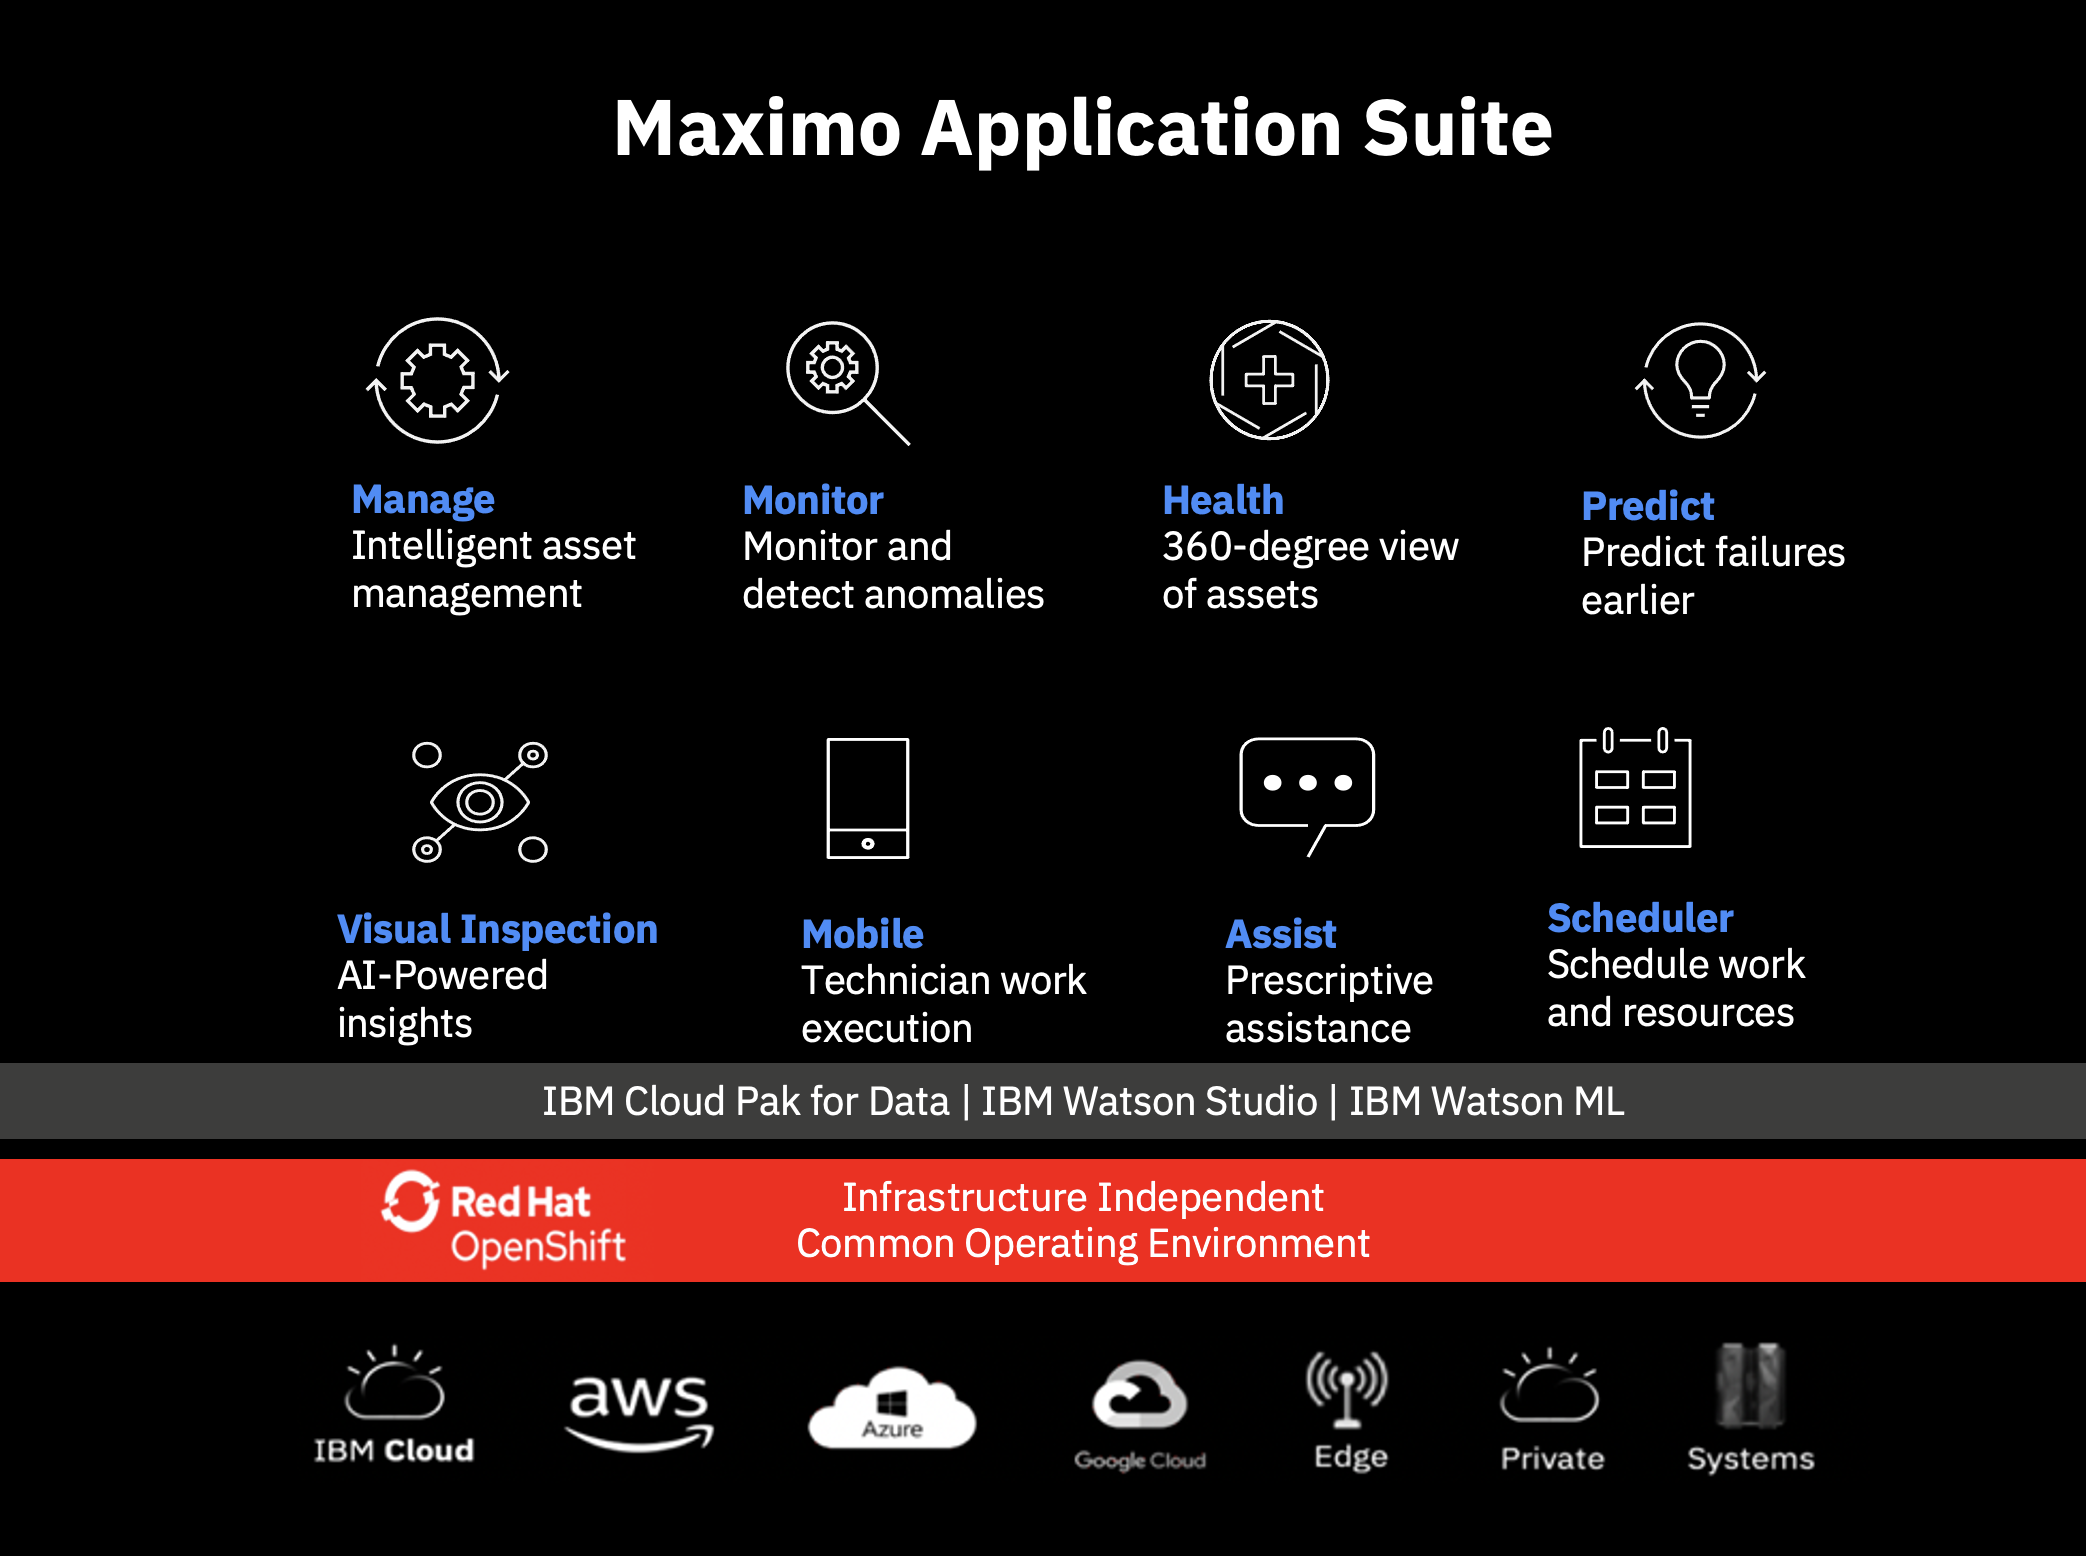 Maximo Application Suite
Manage
Intelligent asset
management
Monitor
Monitor and
detect anomalies
Health
360-degree view
of assets
Predict
Predict failures
earlier
Visual Inspection
AI-Powered
insights
Mobile
Technician work
execution
Assist
Prescriptive
assistance
Scheduler
Schedule work
and resources
IBM Cloud Pak for Data | IBM Watson Studio | IBM Watson ML
Red Hat
OpenShift
Infrastructure Independent
Common Operating Environment
IBM Cloud
aws
Azure
Google Cloud
Edge
Private
Systems